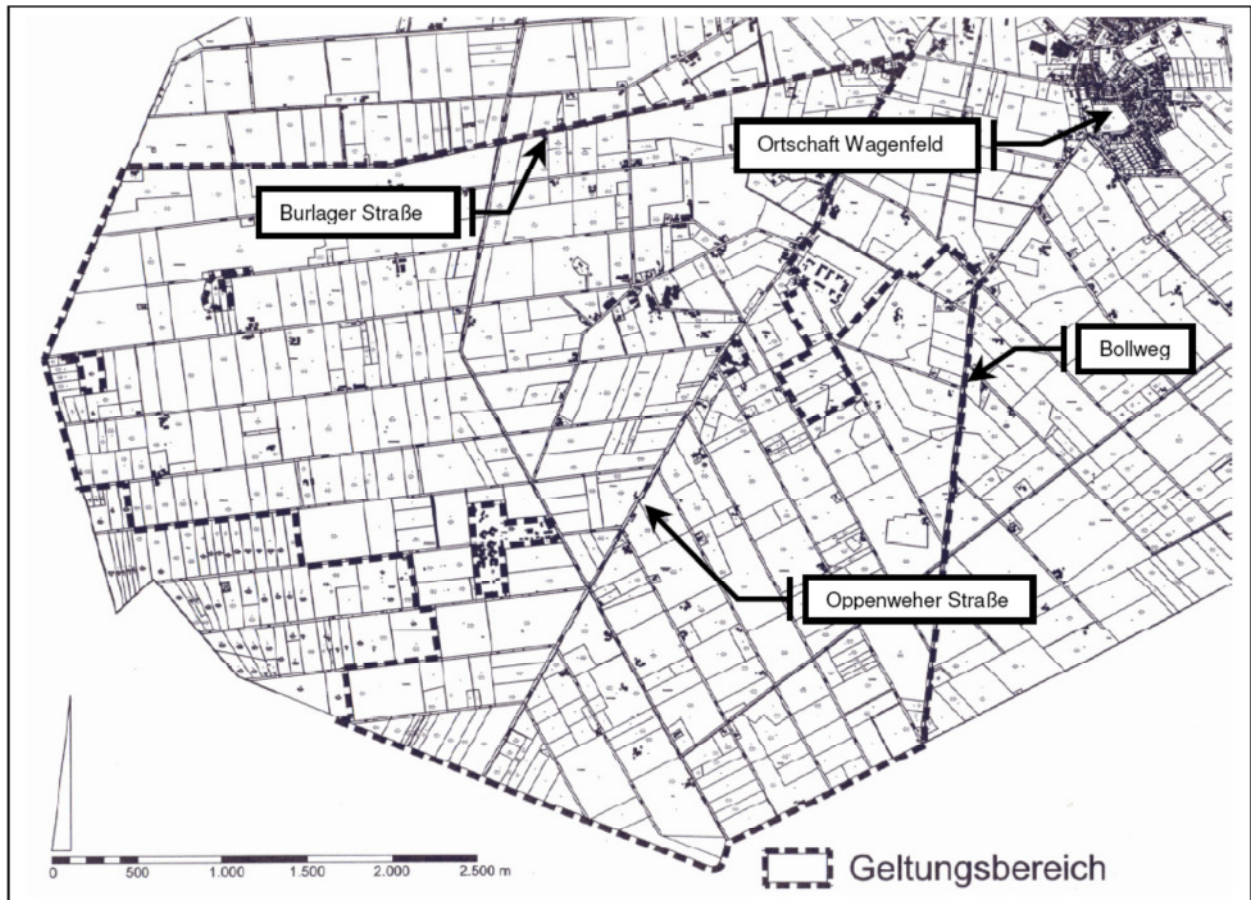 Ortschaft Wagenfeld
Burlager Straße
Bollweg
Oppenweher Straße
0 500 1.000 1.500 2.000 2.500 m
Geltungsbereich